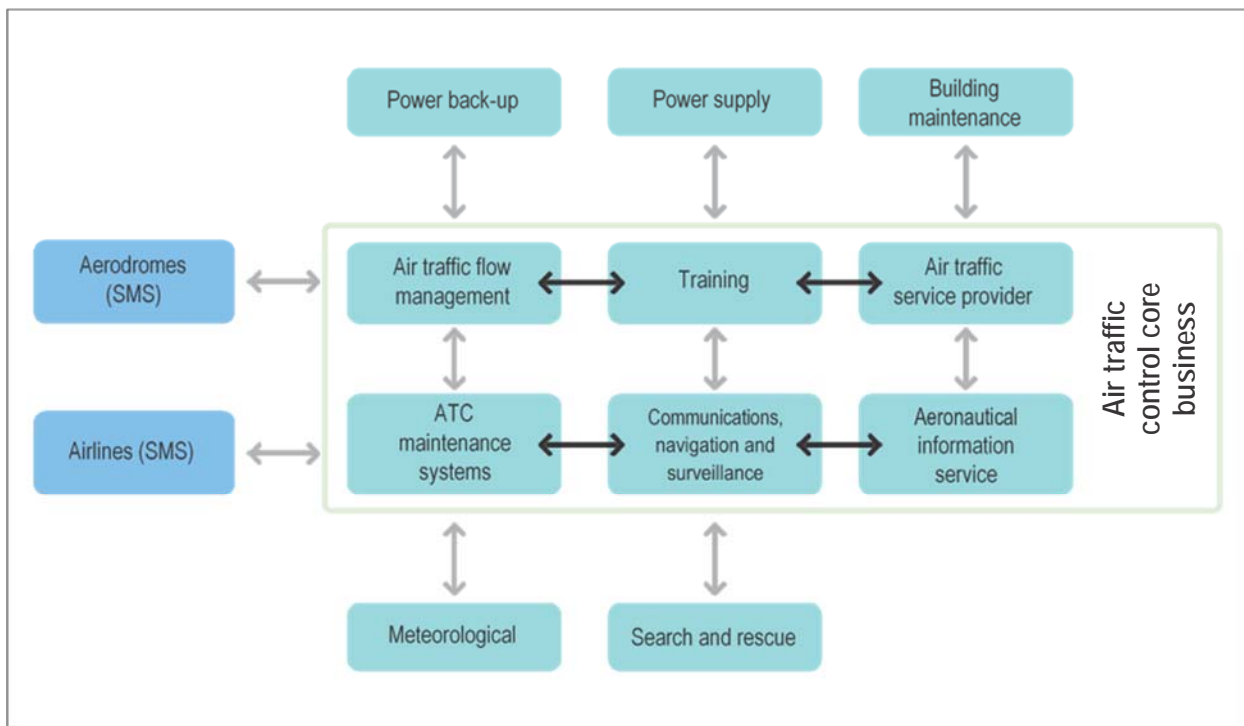 Power back-up
Power supply
Building
maintenance
Aerodromes
(SMS)
Air traffic flow
management
Training
Air traffic
service provider
Airlines (SMS)
ATC
maintenance
systems
Communications,
navigation and
surveillance
Aeronautical
information
service
Air traffic
control core
business
Meteorological
Search and rescue